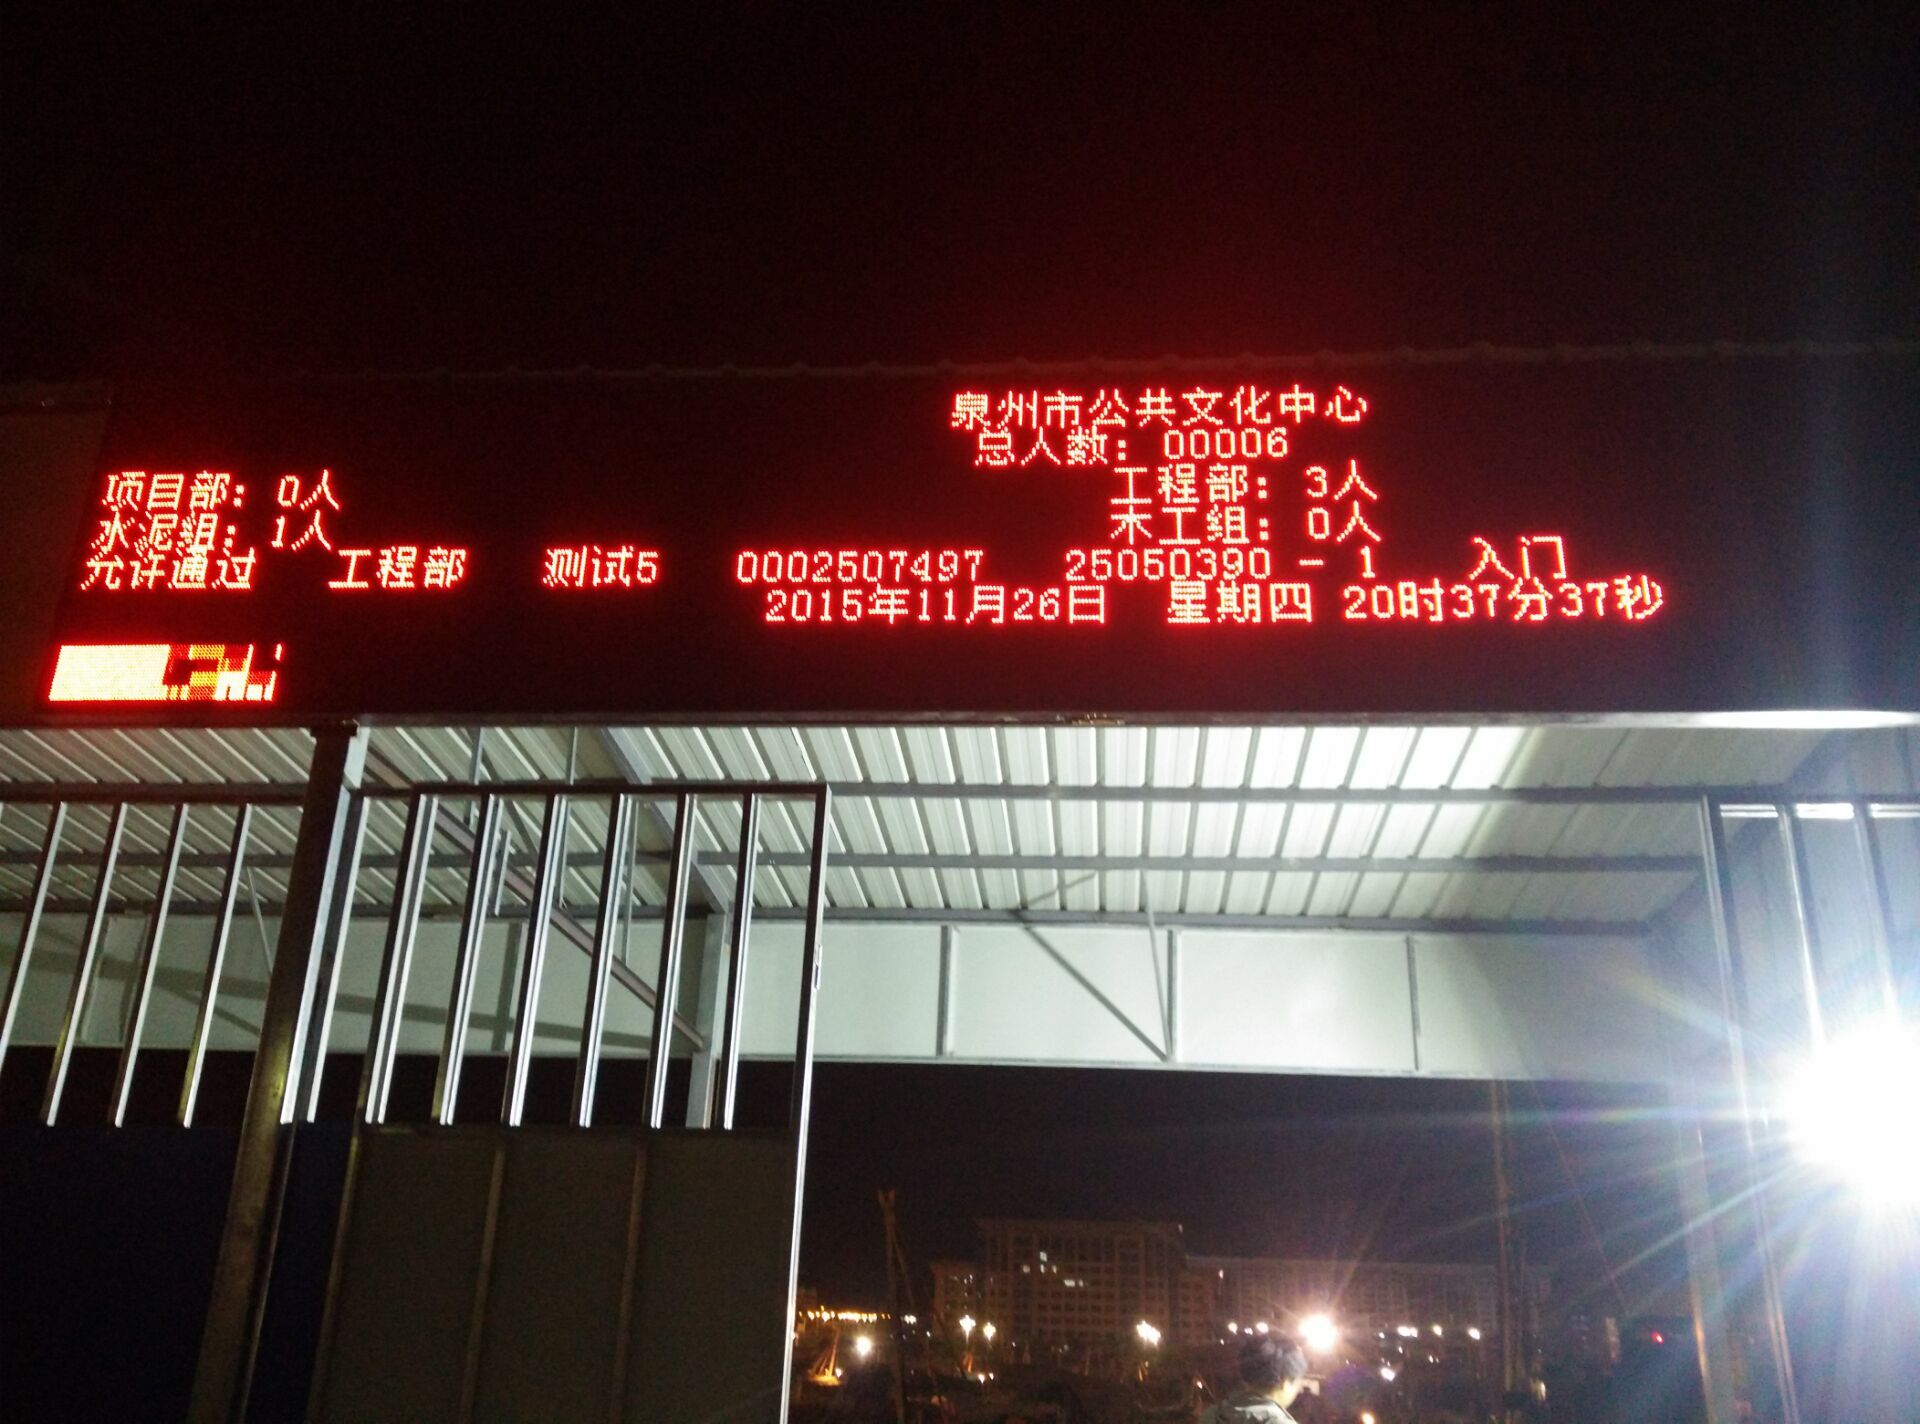 泉州市公共文化中心
总人数：00006
项目部：0人 工程部：3人
水泥组：1人 木工组：0人
允许通过 工程部 测试5 0002507497 25050390 - 1 入门
2015年11月26日 星期四 20时37分37秒